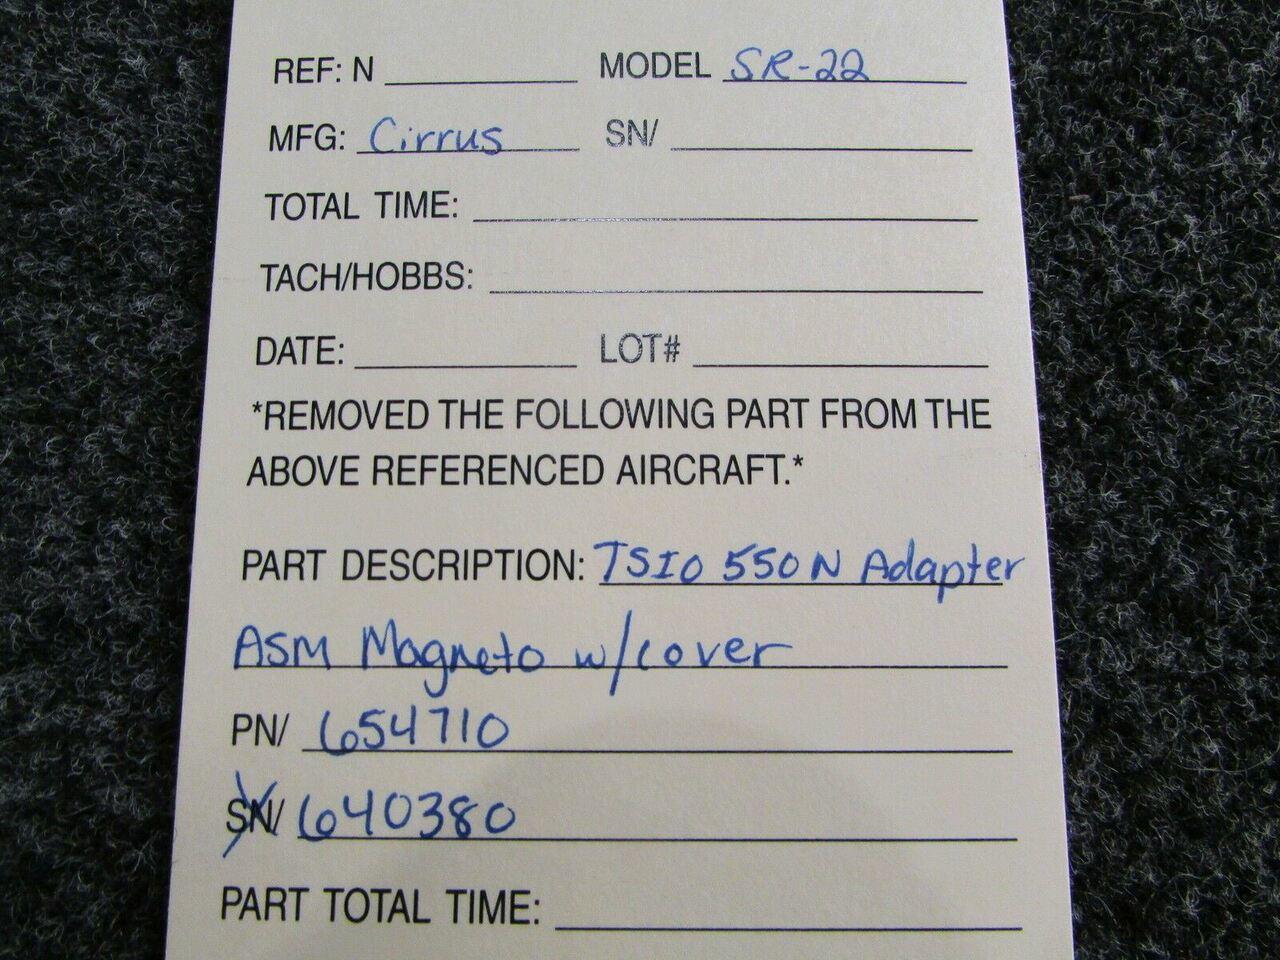 REF: N MODEL SR-22
MFG: Cirrus SN/
TOTAL TIME:
TACH/HOBBS:
DATE: LOT#
*REMOVED THE FOLLOWING PART FROM THE
ABOVE REFERENCED AIRCRAFT.*
PART DESCRIPTION: TSIO 550N Adapter
ASM Magneto w/cover
PN/ 654710
SN/ 640380
PART TOTAL TIME: